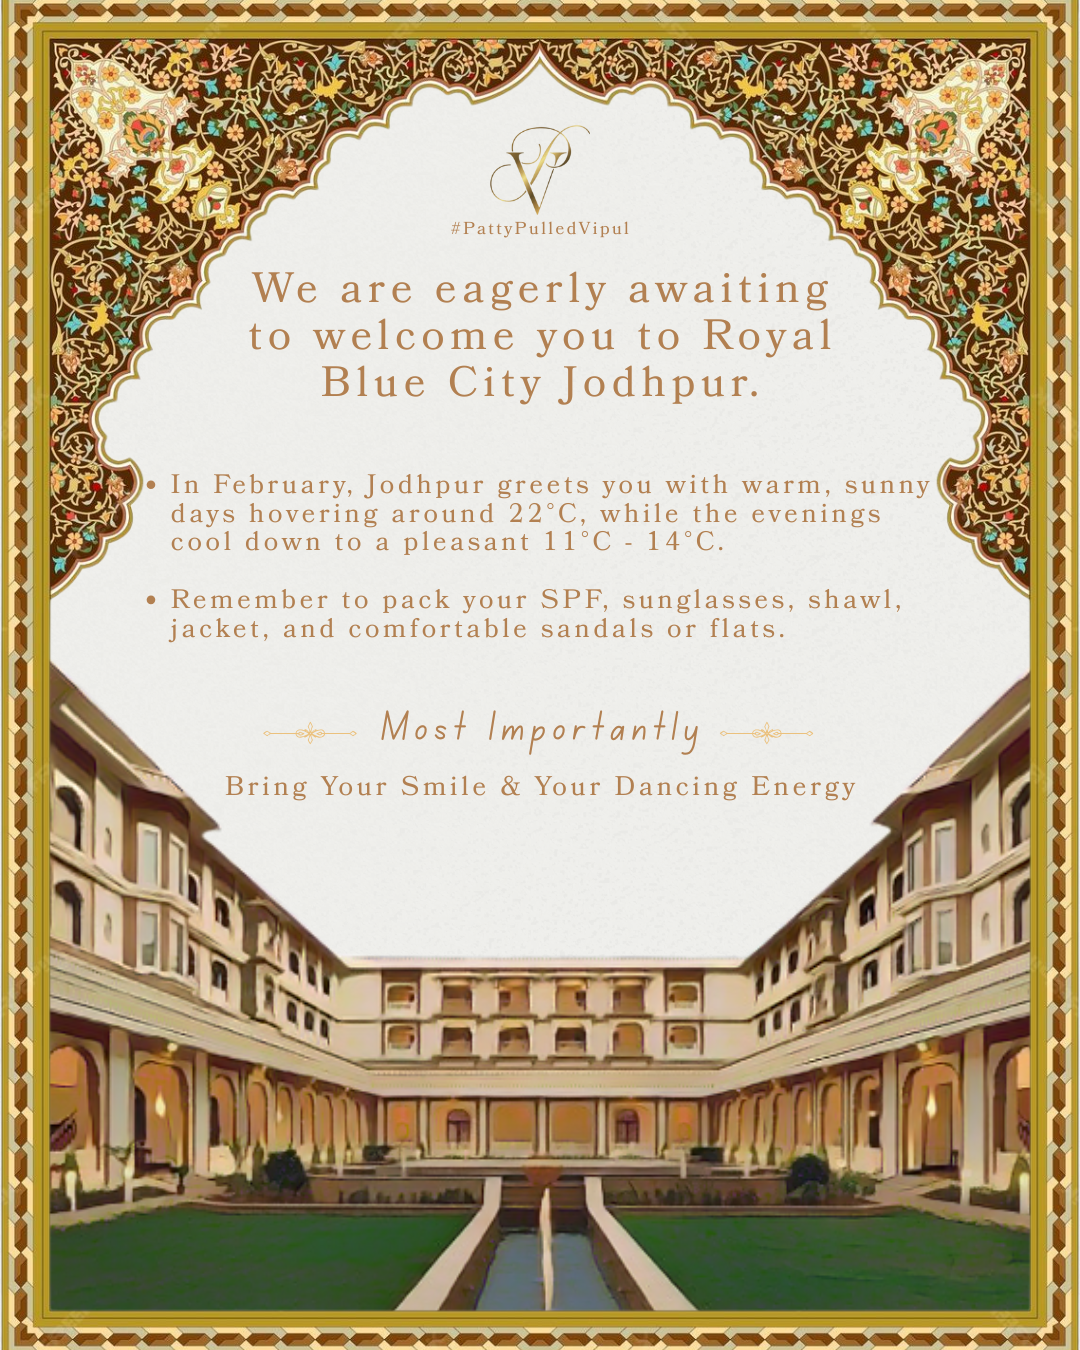 VP
#PattyPulledVipul
We are eagerly awaiting
to welcome you to Royal
Blue City Jodhpur.
• In February, Jodhpur greets you with warm, sunny
days hovering around 22°C, while the evenings
cool down to a pleasant 11°C - 14°C.
• Remember to pack your SPF, sunglasses, shawl,
jacket, and comfortable sandals or flats.
Most Importantly
Bring Your Smile & Your Dancing Energy